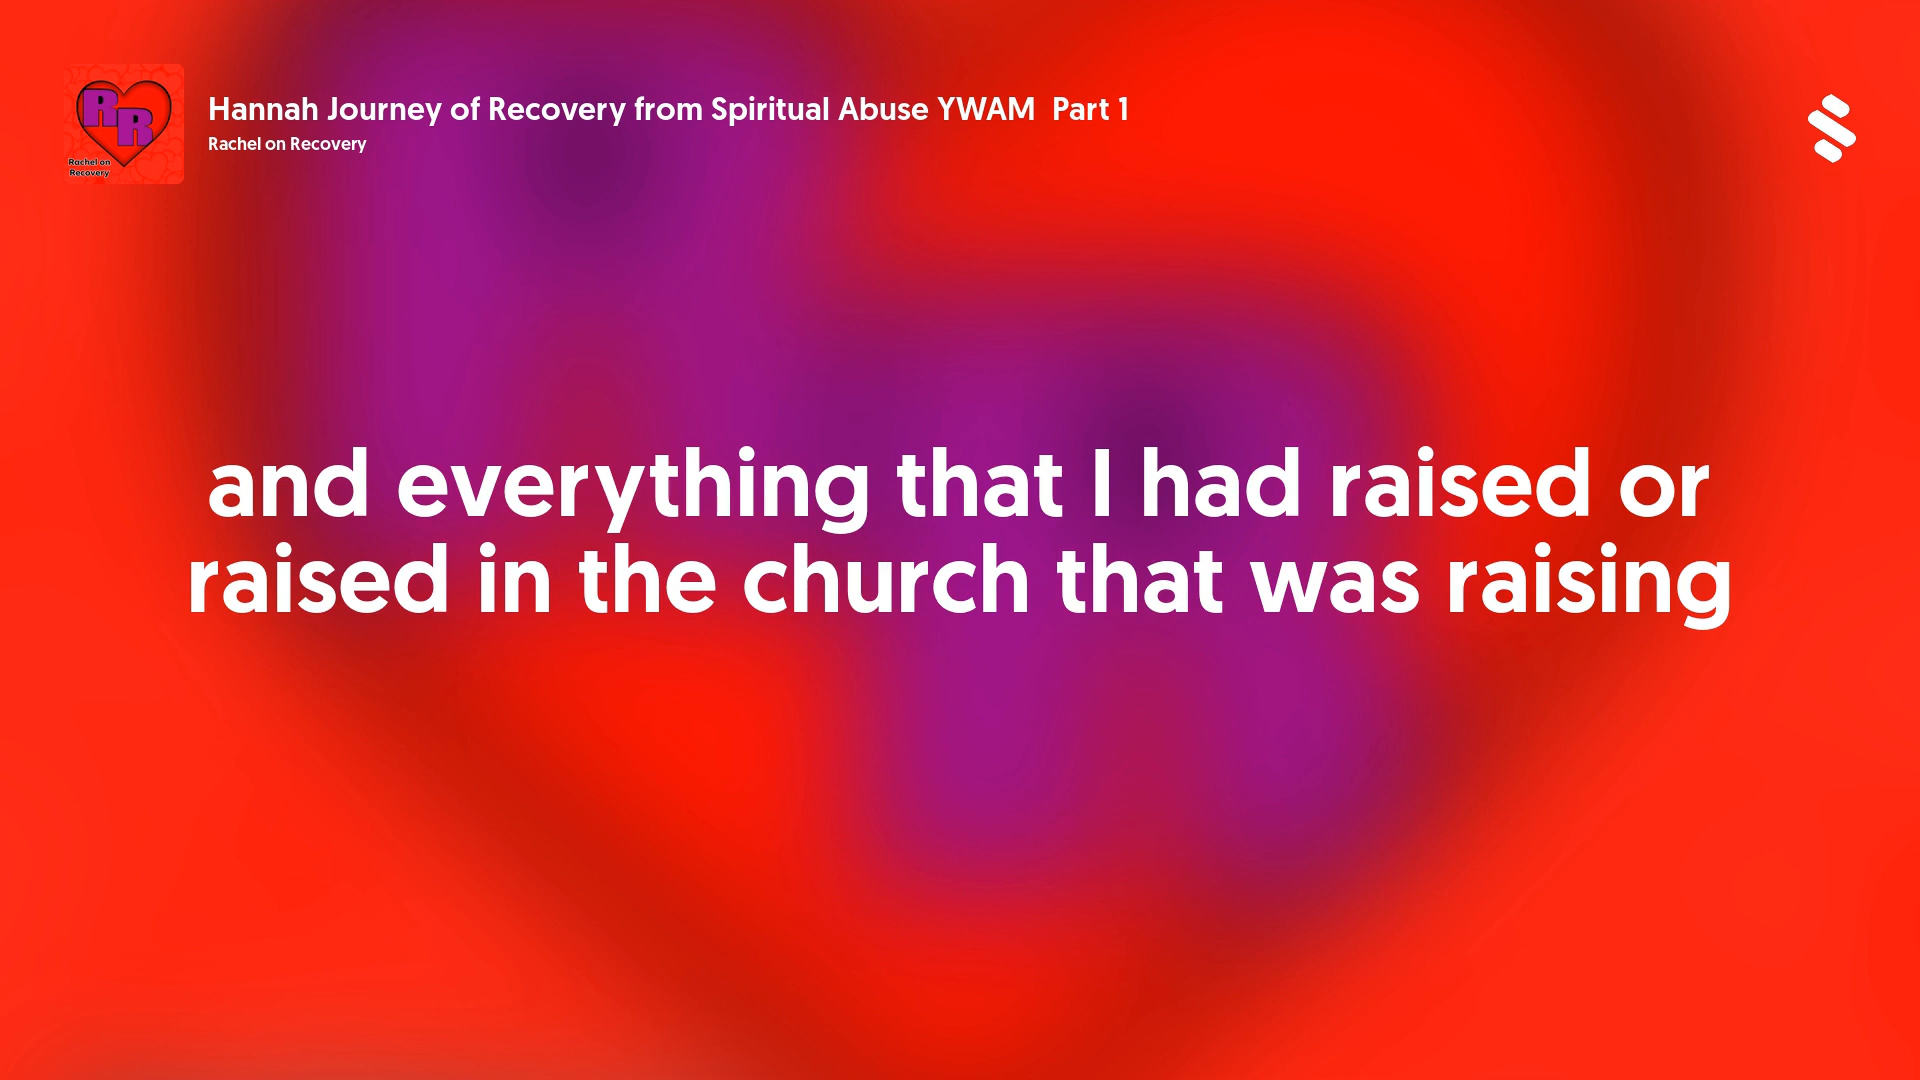 R
R
Rachel on
Recovery
Hannah Journey of Recovery from Spiritual Abuse YWAM  Part 1
Rachel on Recovery
and everything that I had raised or
raised in the church that was raising